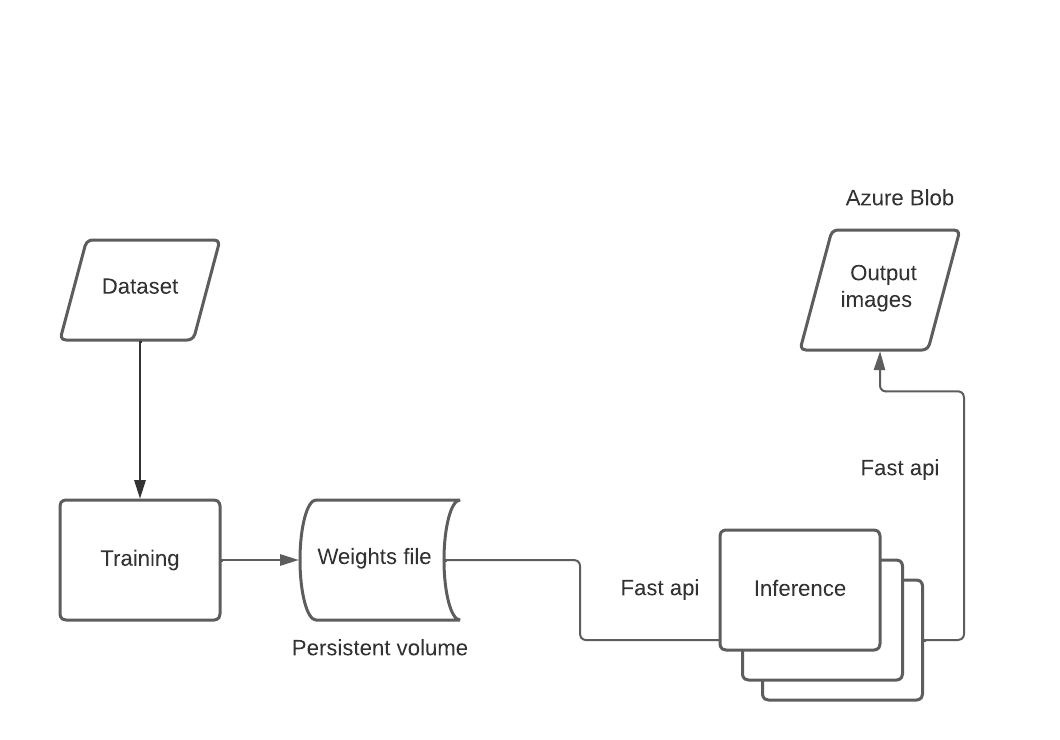 Azure Blob
Dataset
Output
images
Fast api
Training
Weights file
Fast api
Inference
Persistent volume